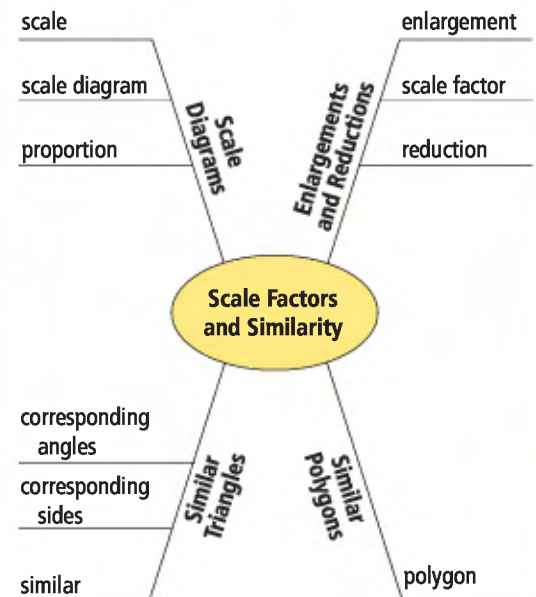 scale
scale diagram
proportion
Scale
Diagrams
enlargement
scale factor
reduction
Enlargements
and Reductions
Scale Factors
and Similarity
corresponding
angles
corresponding
sides
similar
Similar
Triangles
Similar
Polygons
polygon